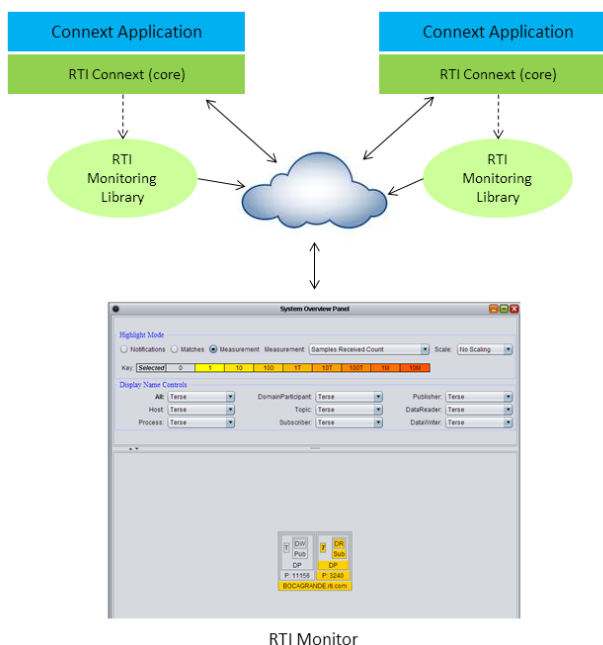 Connext Application Connext Application
RTI Connext (core) RTI Connext (core)
RTI
Monitoring
Library
RTI
Monitoring
Library
System Overview Panel
Highlight Mode
Notifications Matches Measurement Measurement: Samples Received Count Scale: No Scaling
Key: Selected 0 1 10 100 1T 10T 100T 1M 10M
Display Name Controls
All: Terse DomainParticipant: Terse Publisher: Terse
Host: Terse Topic: Terse DataReader: Terse
Process: Terse Subscriber: Terse DataWriter: Terse
T DW T DR
Pub Sub
DP DP
P: 11156 P: 3240
BOCAGRANDE.rti.com
RTI Monitor